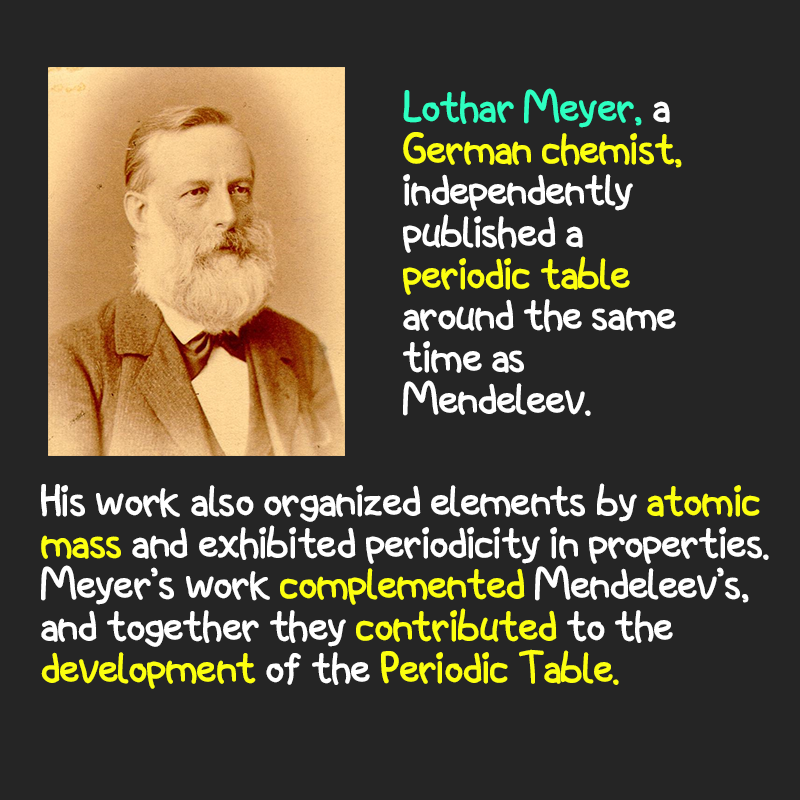 Lothar Meyer, a
German chemist,
independently
published a
periodic table
around the same
time as
Mendeleev.
His work also organized elements by atomic
mass and exhibited periodicity in properties.
Meyer's work complemented Mendeleev's,
and together they contributed to the
development of the Periodic Table.